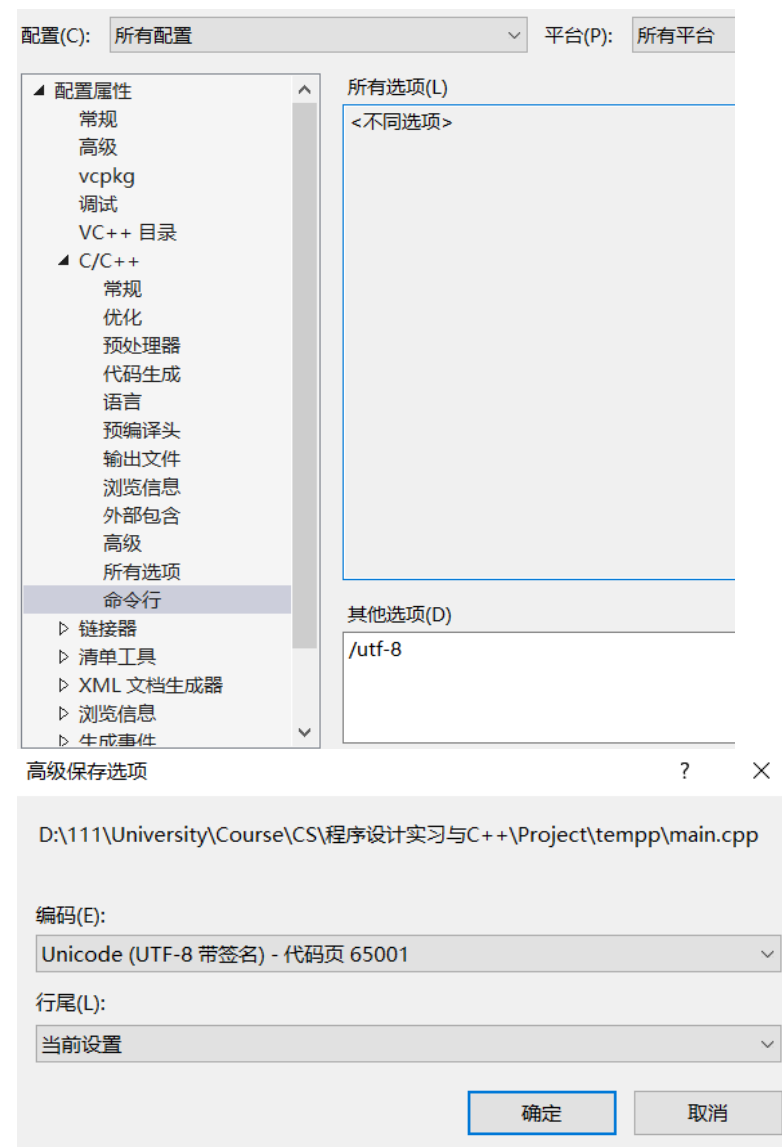 配置(C): 所有配置 平台(P): 所有平台
配置属性
常规
高级
vcpkg
调试
VC++ 目录
C/C++
常规
优化
预处理器
代码生成
语言
预编译头
输出文件
浏览信息
外部包含
高级
所有选项
命令行
链接器
清单工具
XML 文档生成器
浏览信息
生成事件
所有选项(L)
<不同选项>
其他选项(D)
/utf-8
高级保存选项 ?
D:\111\University\Course\CS\程序设计实习与C++\Project\tempp\main.cpp
编码(E):
Unicode (UTF-8 带签名) - 代码页 65001
行尾(L):
当前设置
确定 取消